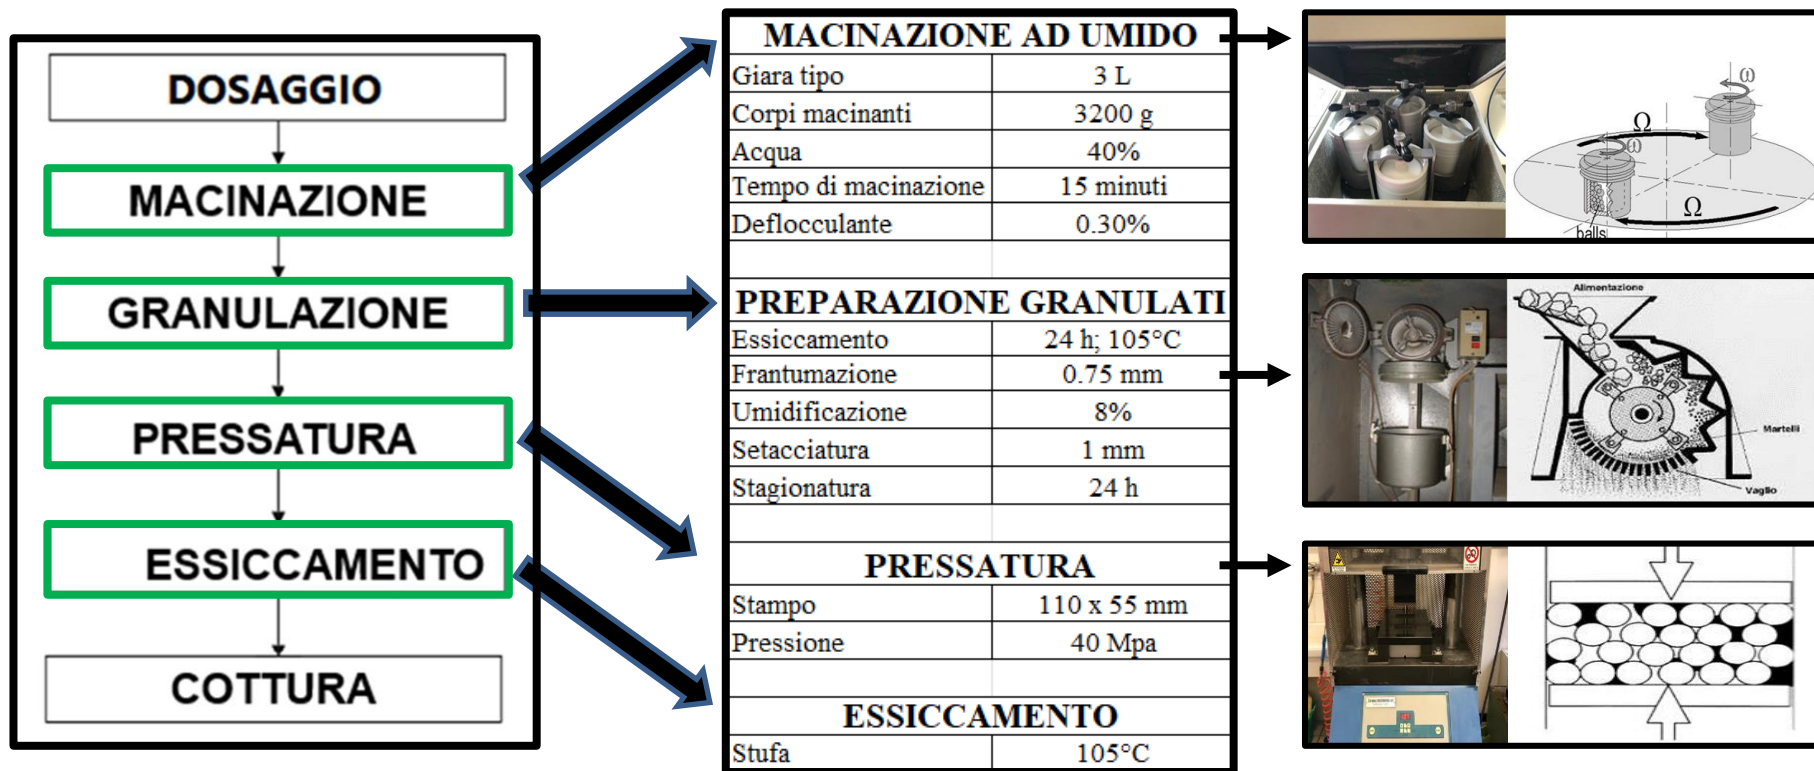 DOSAGGIO
MACINAZIONE
GRANULAZIONE
PRESSATURA
ESSICCAMENTO
COTTURA
MACINAZIONE AD UMIDO
Giara tipo 3 L
Corpi macinanti 3200 g
Acqua 40%
Tempo di macinazione 15 minuti
Deflocculante 0.30%
PREPARAZIONE GRANULATI
Essiccamento 24 h; 105°C
Frantumazione 0.75 mm
Umidificazione 8%
Setacciatura 1 mm
Stagionatura 24 h
PRESSATURA
Stampo 110 x 55 mm
Pressione 40 Mpa
ESSICCAMENTO
Stufa 105°C
ω
Ω
ω
Ω
balls
Alimentazione
Martelli
Vaglio